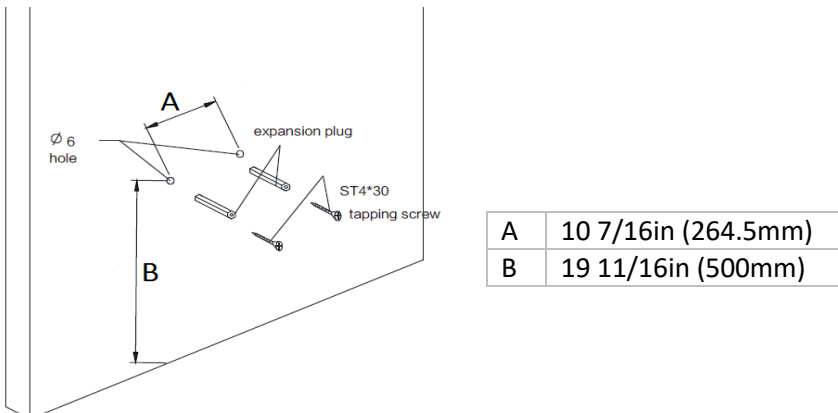 A
Ø 6
hole
expansion plug
ST4*30
tapping screw
B
A 10 7/16in (264.5mm)
B 19 11/16in (500mm)